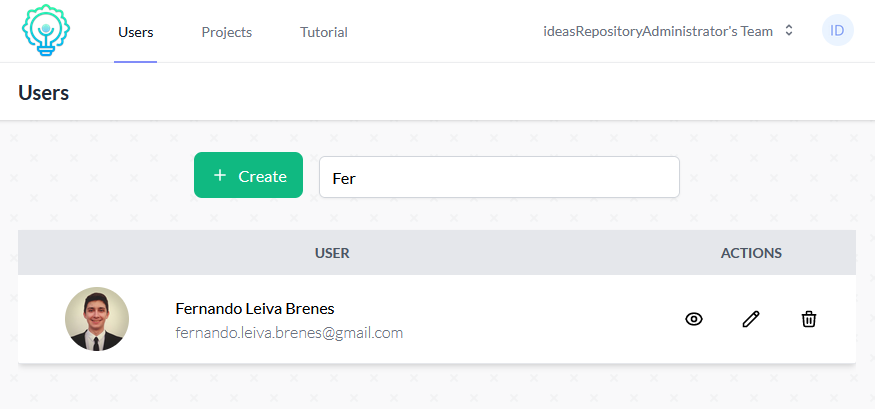 Users
Projects
Tutorial
ideasRepositoryAdministrator's Team
ID
Users
+ Create
Fer
USER
ACTIONS
Fernando Leiva Brenes
fernando.leiva.brenes@gmail.com